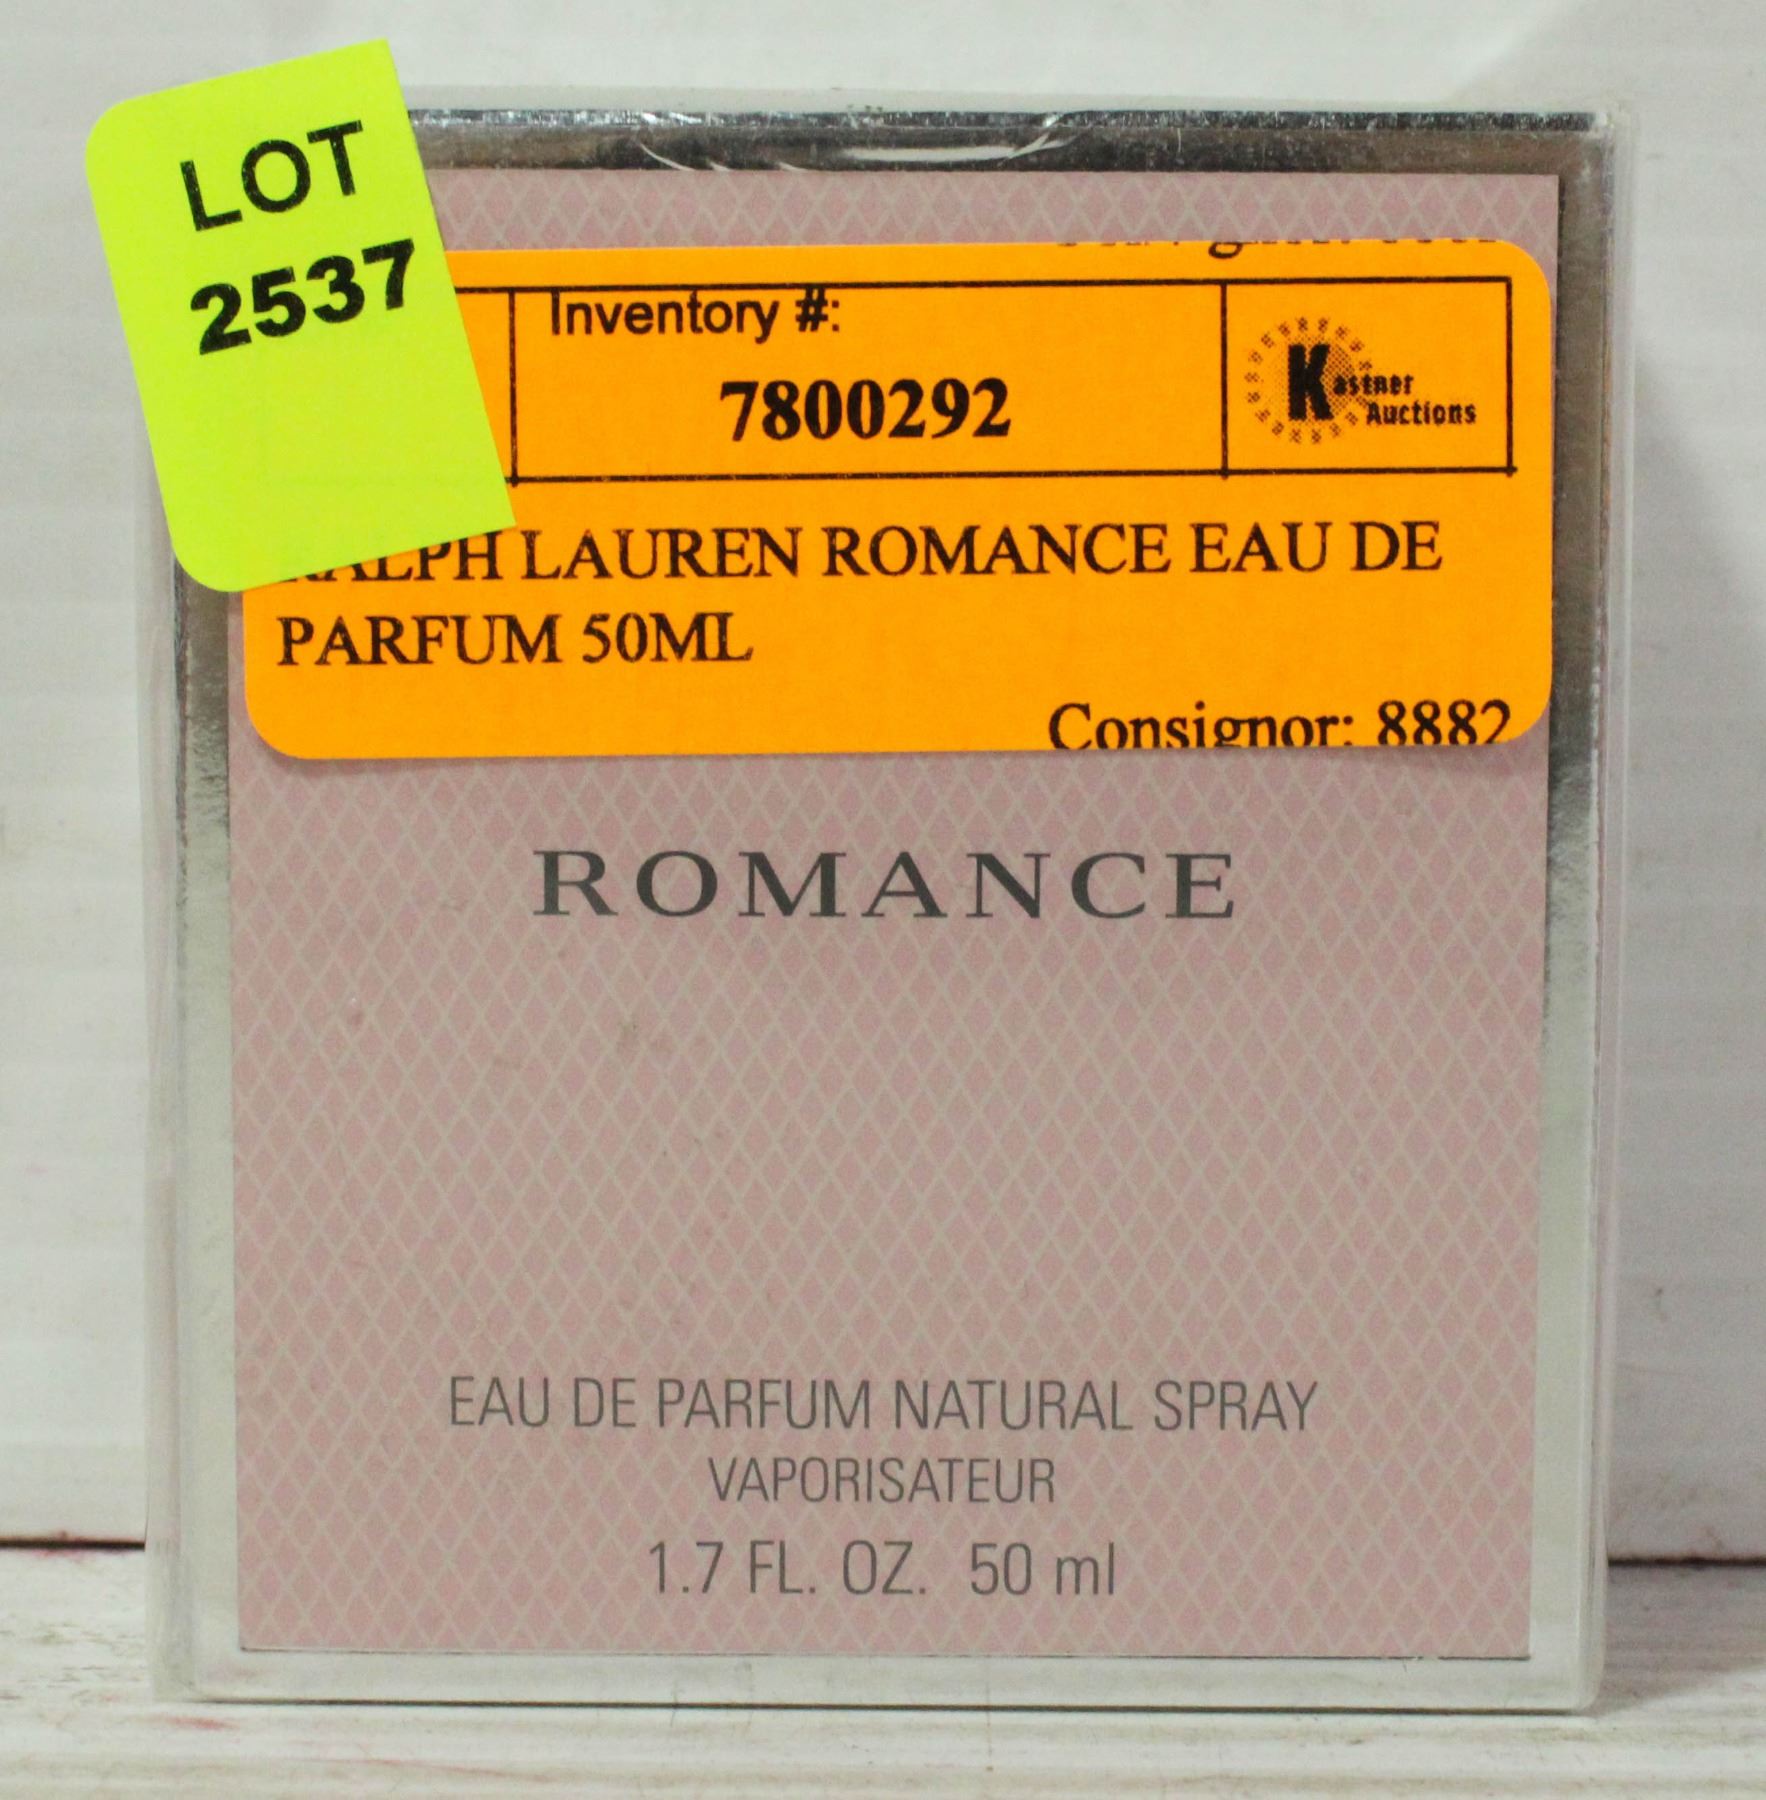 LOT
2537
Inventory #:
7800292
Kastner
Auctions
RALPH LAUREN ROMANCE EAU DE
PARFUM 50ML
Consignor: 8882
ROMANCE
EAU DE PARFUM NATURAL SPRAY
VAPORISATEUR
1.7 FL. OZ. 50 ml